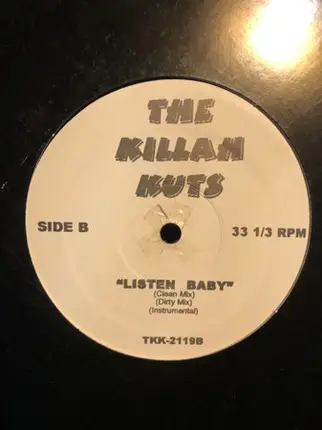 THE
KILLAH
KUTS
SIDE B
33 1/3 RPM
"LISTEN BABY"
(Clean Mix)
(Dirty Mix)
(Instrumental)
TKK-2119B